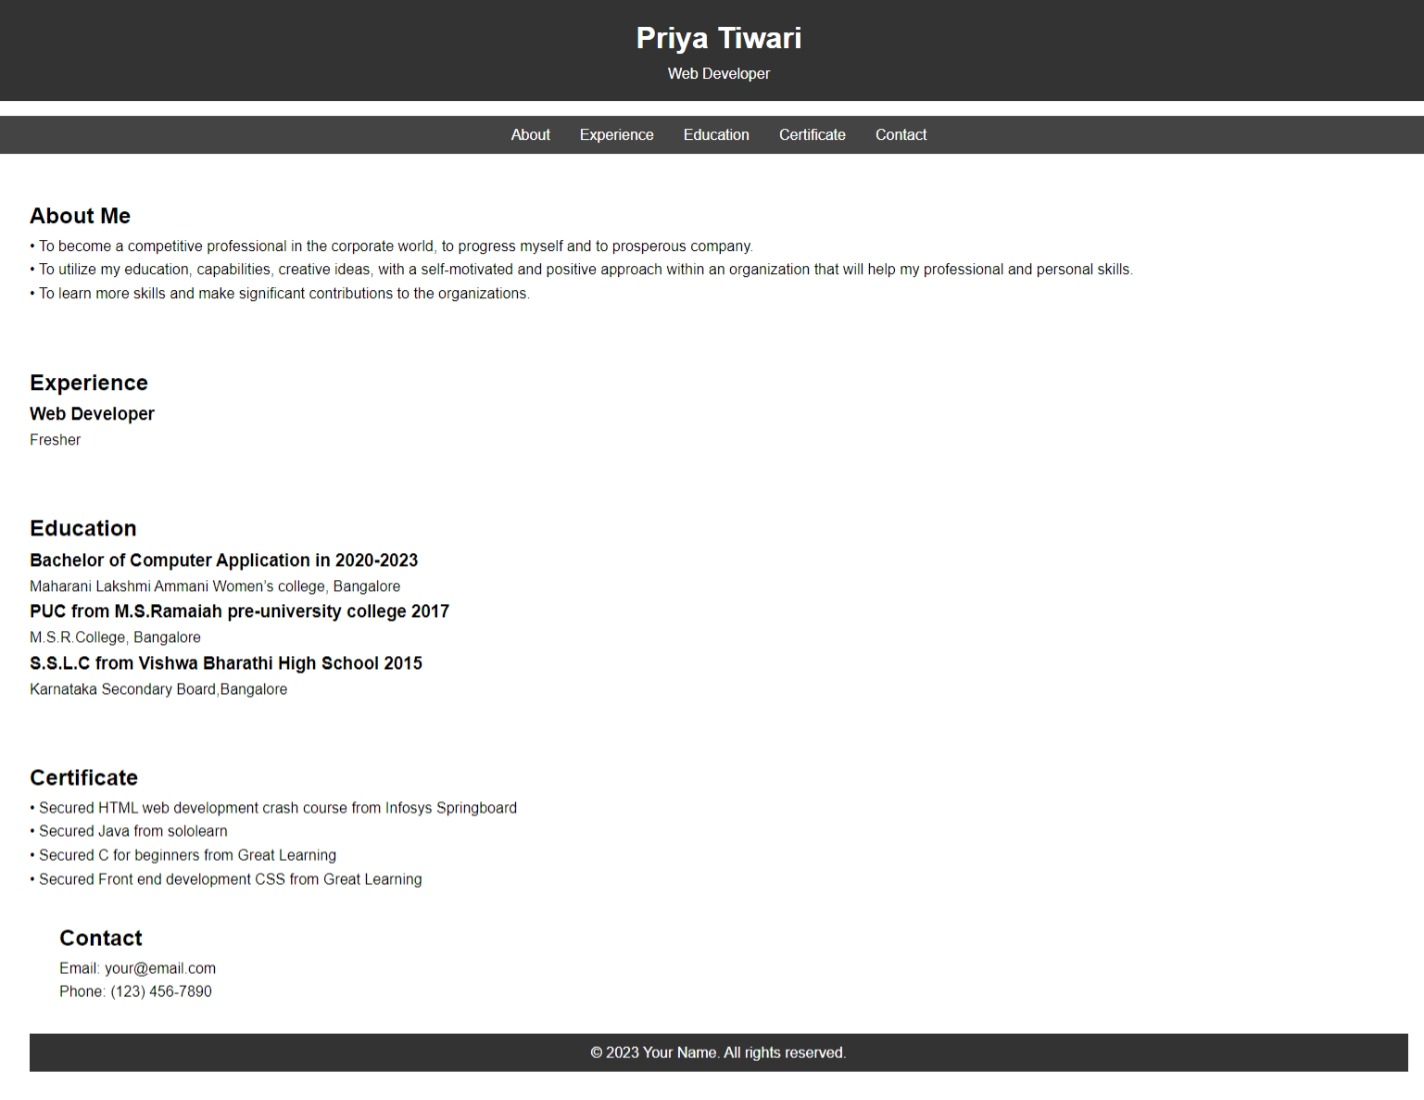 Priya Tiwari
Web Developer
About Experience Education Certificate Contact
About Me
• To become a competitive professional in the corporate world, to progress myself and to prosperous company.
• To utilize my education, capabilities, creative ideas, with a self-motivated and positive approach within an organization that will help my professional and personal skills.
• To learn more skills and make significant contributions to the organizations.
Experience
Web Developer
Fresher
Education
Bachelor of Computer Application in 2020-2023
Maharani Lakshmi Ammani Women’s college, Bangalore
PUC from M.S.Ramaiah pre-university college 2017
M.S.R.College, Bangalore
S.S.L.C from Vishwa Bharathi High School 2015
Karnataka Secondary Board,Bangalore
Certificate
• Secured HTML web development crash course from Infosys Springboard
• Secured Java from sololearn
• Secured C for beginners from Great Learning
• Secured Front end development CSS from Great Learning
Contact
Email: your@email.com
Phone: (123) 456-7890
© 2023 Your Name. All rights reserved.